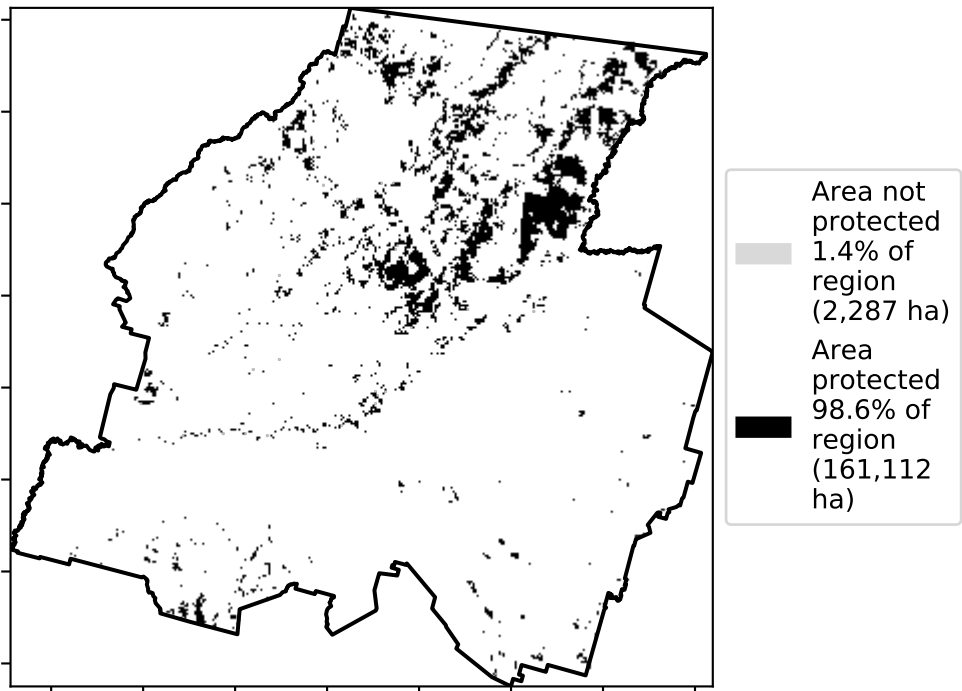 Area not
protected
1.4% of
region
(2,287 ha)
Area
protected
98.6% of
region
(161,112
ha)